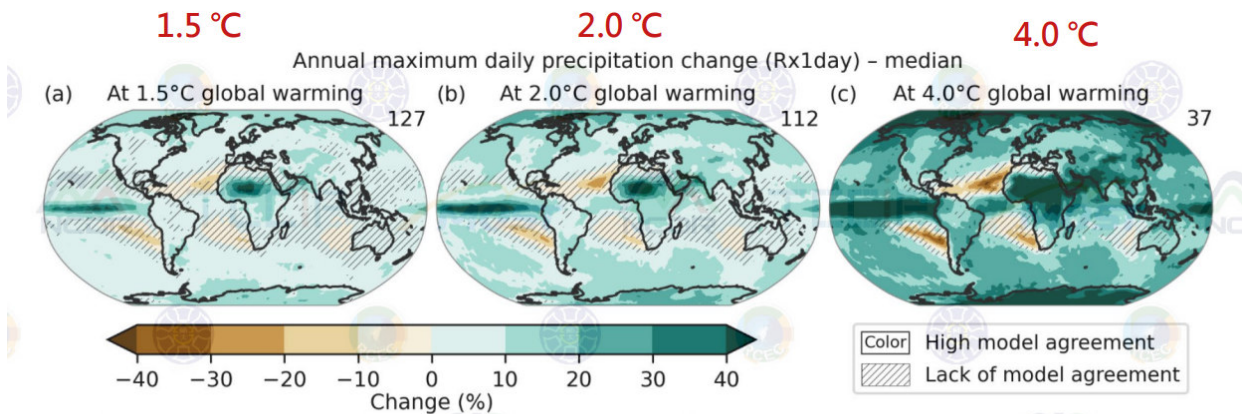 1.5 ℃ 2.0 ℃ 4.0 ℃
Annual maximum daily precipitation change (Rx1day) – median
(a) At 1.5°C global warming (b) At 2.0°C global warming (c) At 4.0°C global warming
127 112 37
−40 −30 −20 −10 0 10 20 30 40
Change (%)
Color High model agreement
Lack of model agreement